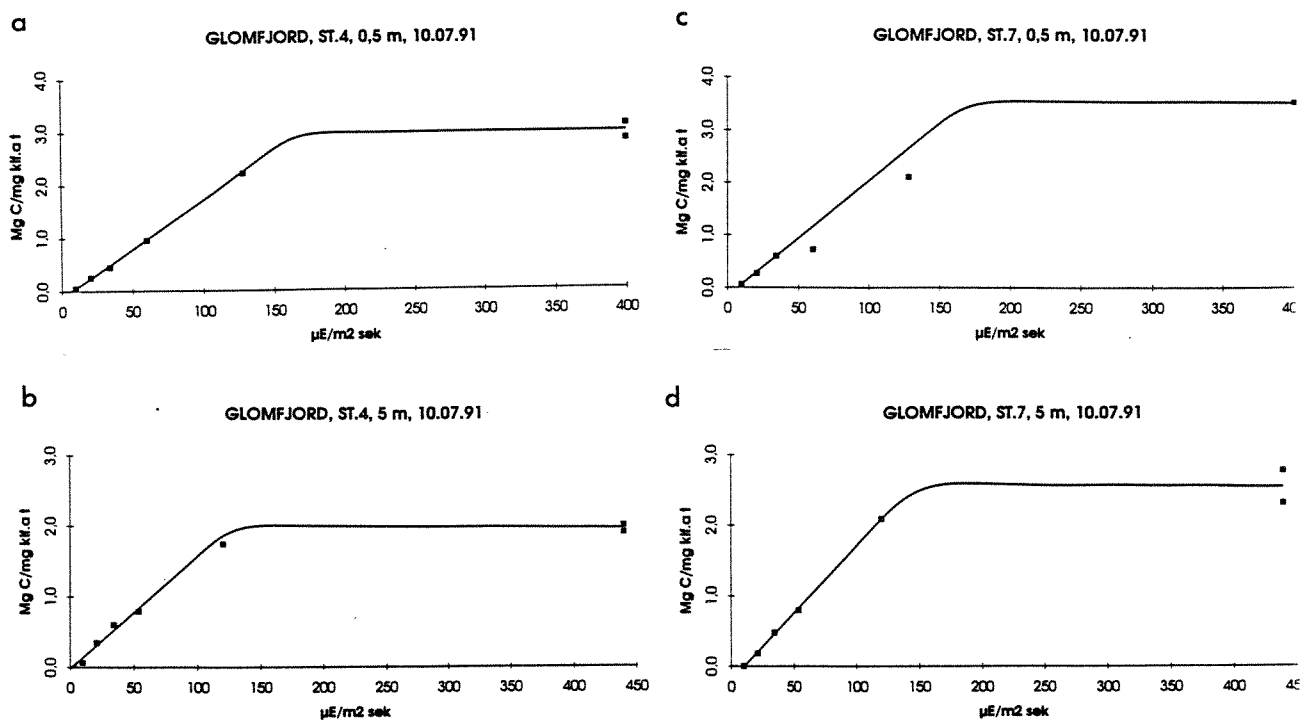 a
GLOMFJORD, ST.4, 0,5 m, 10.07.91
Mg C/mg klf.a t
4.0
3.0
2.0
1.0
0.0
0 50 100 150 200 250 300 350 400
µE/m2 sek
c
GLOMFJORD, ST.7, 0,5 m, 10.07.91
Mg C/mg klf.a t
4.0
3.0
2.0
1.0
0.0
0 50 100 150 200 250 300 350 40
µE/m2 sek
b
GLOMFJORD, ST.4, 5 m, 10.07.91
Mg C/mg klf.a t
3.0
2.0
1.0
0.0
0 50 100 150 200 250 300 350 400 450
µE/m2 sek
d
GLOMFJORD, ST.7, 5 m, 10.07.91
Mg C/mg klf.a t
3.0
2.0
1.0
0.0
0 50 100 150 200 250 300 350 400 45
µE/m2 sek